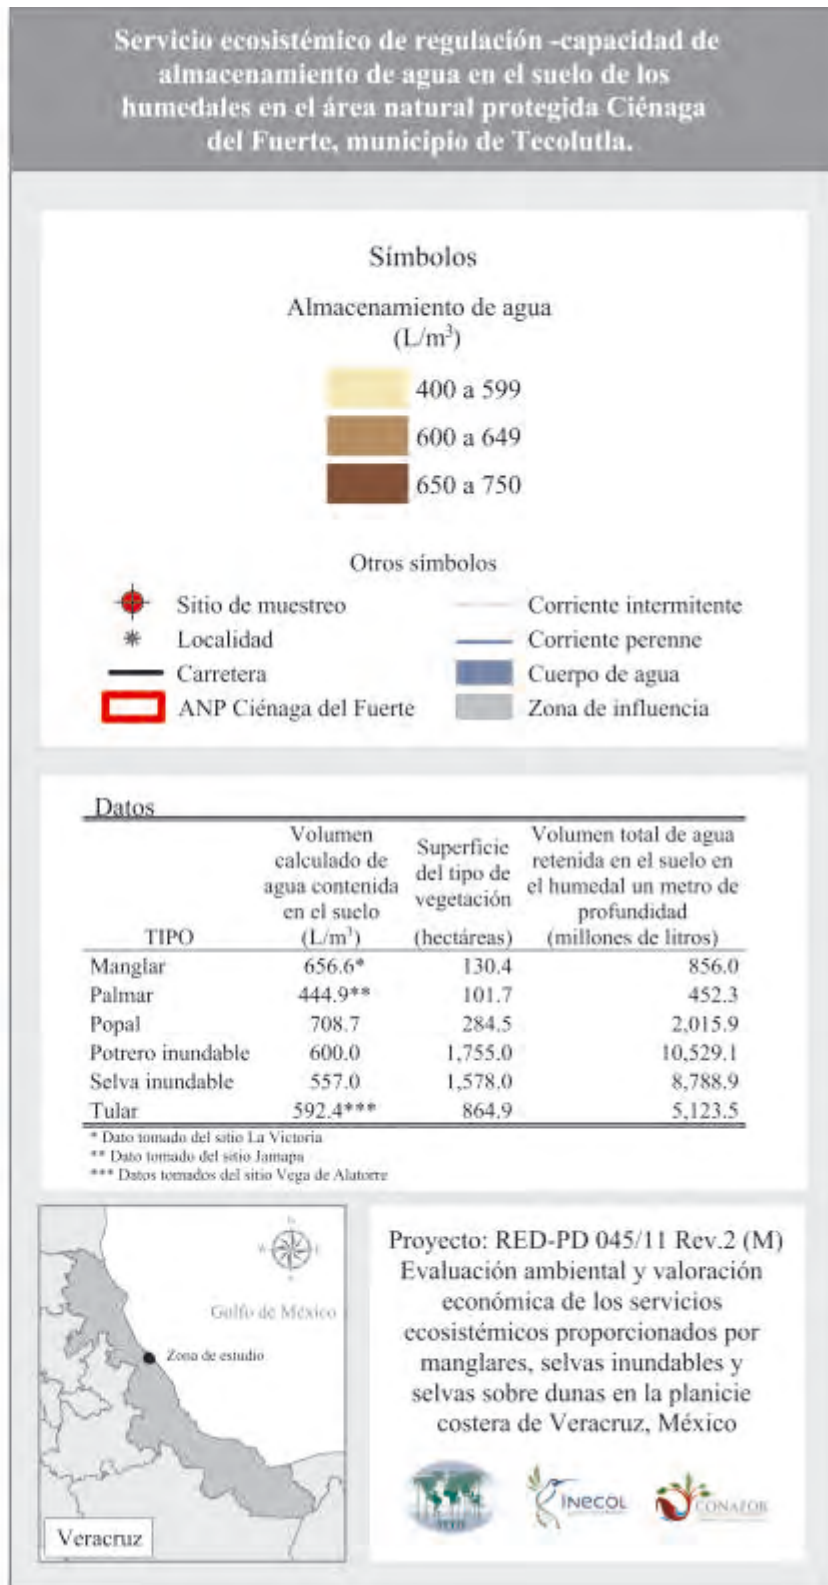 Servicio ecosistémico de regulación -capacidad de
almacenamiento de agua en el suelo de los
humedales en el área natural protegida Ciénaga
del Fuerte, municipio de Tecolutla.
Símbolos
Almacenamiento de agua
(L/m³)
400 a 599
600 a 649
650 a 750
Otros símbolos
Sitio de muestreo
Localidad
Carretera
ANP Ciénaga del Fuerte
Corriente intermitente
Corriente perenne
Cuerpo de agua
Zona de influencia
Datos
TIPO
Volumen
calculado de
agua contenida
en el suelo
(L/m³)
Superficie
del tipo de
vegetación
(hectáreas)
Volumen total de agua
retenida en el suelo en
el humedal un metro de
profundidad
(millones de litros)
Manglar 656.6* 130.4 856.0
Palmar 444.9** 101.7 452.3
Popal 708.7 284.5 2,015.9
Potrero inundable 600.0 1,755.0 10,529.1
Selva inundable 557.0 1,578.0 8,788.9
Tular 592.4*** 864.9 5,123.5
* Dato tomado del sitio La Victoria
** Dato tomado del sitio Jamapa
*** Datos tomados del sitio Vega de Alatorre
Golfo de México
Zona de estudio
Veracruz
Proyecto: RED-PD 045/11 Rev.2 (M)
Evaluación ambiental y valoración
económica de los servicios
ecosistémicos proporcionados por
manglares, selvas inundables y
selvas sobre dunas en la planicie
costera de Veracruz, México
INECOL
CONAFOR